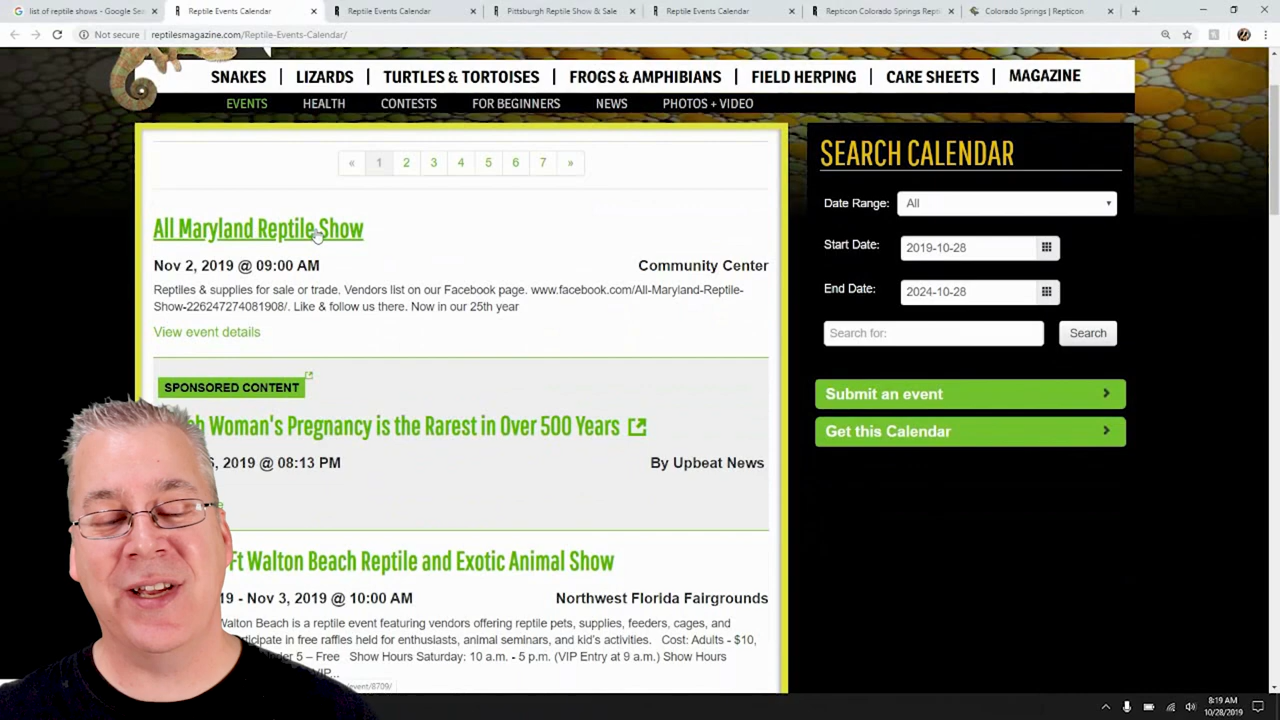 list of reptile shows - Google Sea
Reptile Events Calendar
Reptile Events Calendar
Pittsburgh Reptile Show & Sale
Reptile Events Calendar
Repticon Colorado Springs Rept
Colorado Springs | Repticon
Not secure | reptilesmagazine.com/Reptile-Events-Calendar/
SNAKES | LIZARDS | TURTLES & TORTOISES | FROGS & AMPHIBIANS | FIELD HERPING | CARE SHEETS | MAGAZINE
EVENTS HEALTH CONTESTS FOR BEGINNERS NEWS PHOTOS + VIDEO
« 1 2 3 4 5 6 7 »
All Maryland Reptile Show
Nov 2, 2019 @ 09:00 AM Community Center
Reptiles & supplies for sale or trade. Vendors list on our Facebook page. www.facebook.com/All-Maryland-Reptile-
Show-226247274081908/. Like & follow us there. Now in our 25th year
View event details
SPONSORED CONTENT
Woman's Pregnancy is the Rarest in Over 500 Years
, 2019 @ 08:13 PM By Upbeat News
Ft Walton Beach Reptile and Exotic Animal Show
19 - Nov 3, 2019 @ 10:00 AM Northwest Florida Fairgrounds
Walton Beach is a reptile event featuring vendors offering reptile pets, supplies, feeders, cages, and
participate in free raffles held for enthusiasts, animal seminars, and kid's activities. Cost: Adults - $10,
5 – Free Show Hours Saturday: 10 a.m. - 5 p.m. (VIP Entry at 9 a.m.) Show Hours
event/8709/
SEARCH CALENDAR
Date Range: All
Start Date: 2019-10-28
End Date: 2024-10-28
Search for: Search
Submit an event
Get this Calendar
8:19 AM
10/28/2019